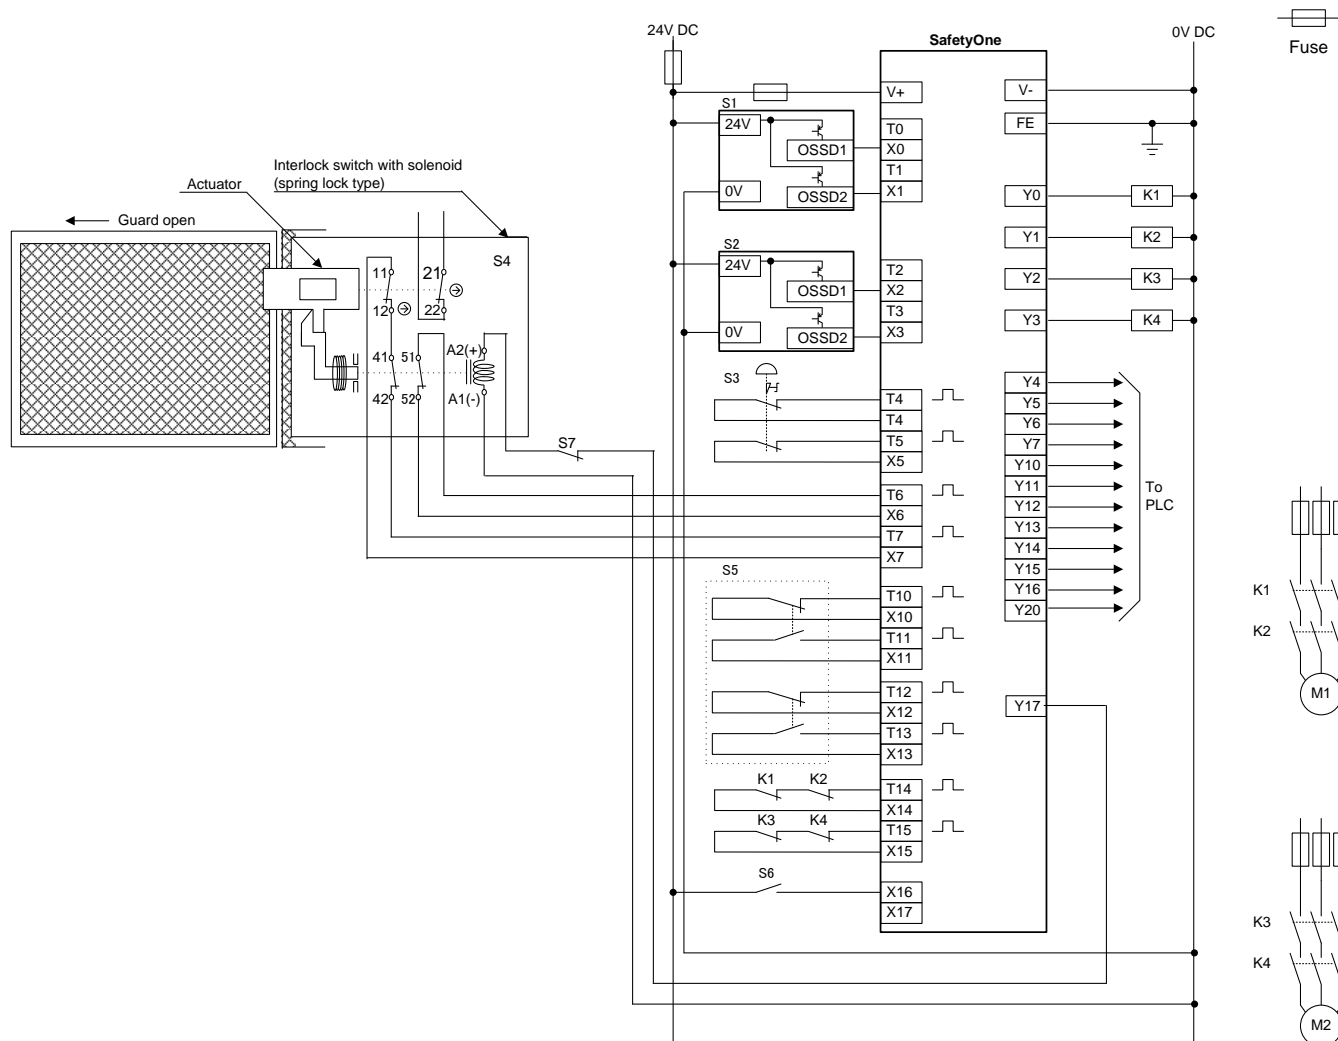 24V DC
SafetyOne
0V DC
Fuse
V+
V-
S1
24V
T0
FE
OSSD1
X0
T1
0V
OSSD2
X1
Y0
K1
Interlock switch with solenoid
(spring lock type)
Actuator
Guard open
S4
Y1
K2
S2
24V
T2
OSSD1
X2
Y2
K3
T3
0V
OSSD2
X3
Y3
K4
11
21
12
22
41
51
A2(+)
42
52
A1(-)
S3
T4
T4
T5
X5
Y4
Y5
Y6
Y7
Y10
Y11
Y12
Y13
Y14
Y15
Y16
Y20
To
PLC
S7
T6
X6
T7
X7
S5
T10
X10
T11
X11
T12
X12
T13
X13
Y17
K1
K2
M1
K1
K2
T14
X14
K3
K4
T15
X15
S6
X16
X17
K3
K4
M2